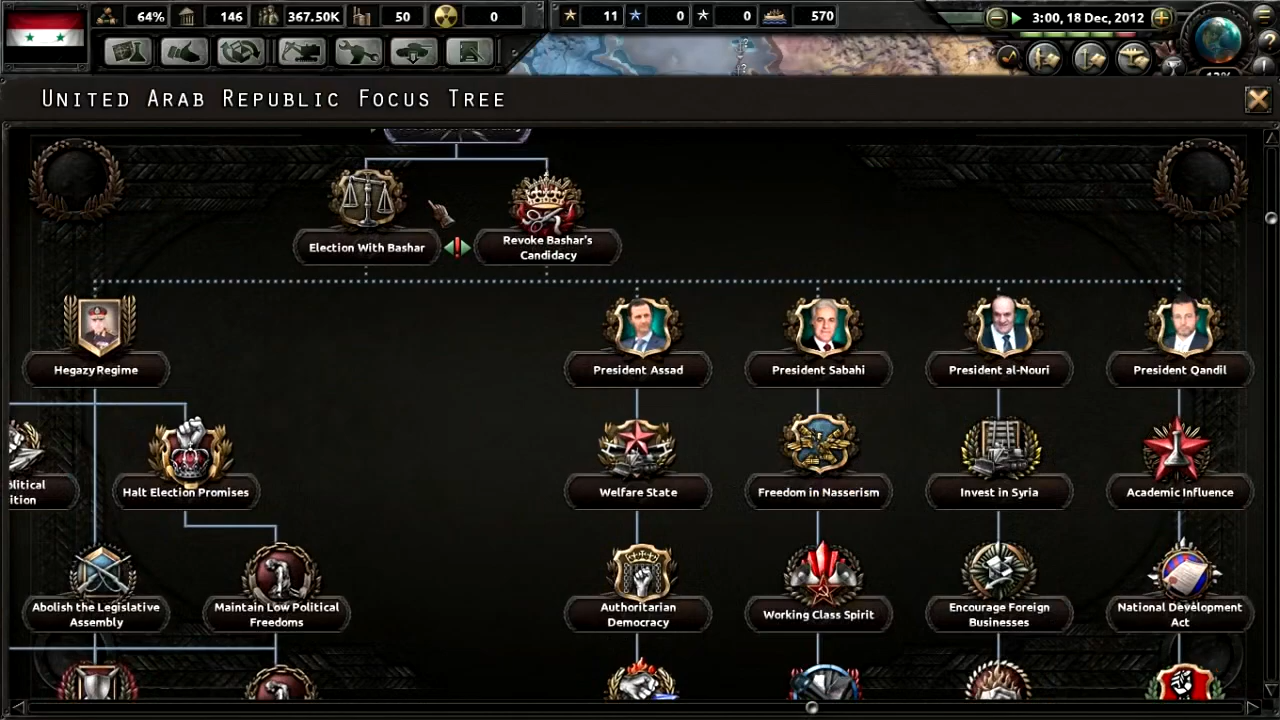 64%
146
367.50K
50
0
11
0
0
570
3:00, 18 Dec, 2012
?
United Arab Republic Focus Tree
Election With Bashar
Revoke Bashar's
Candidacy
Hegazy Regime
President Assad
President Sabahi
President al-Nouri
President Qandil
Halt Election Promises
Welfare State
Freedom in Nasserism
Invest in Syria
Academic Influence
Abolish the Legislative
Assembly
Maintain Low Political
Freedoms
Authoritarian
Democracy
Working Class Spirit
Encourage Foreign
Businesses
National Development
Act